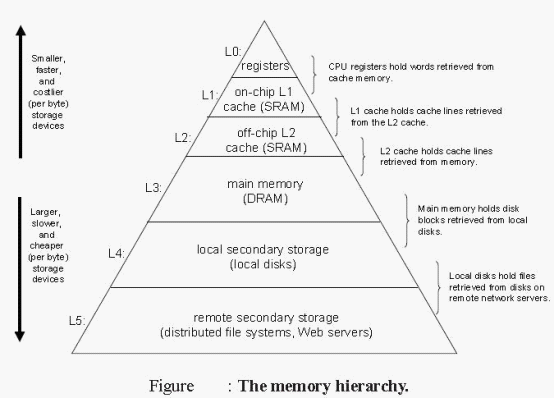 L0:
registers
CPU registers hold words retrieved from
cache memory.
Smaller,
faster,
and
costlier
(per byte)
storage
devices
L1:
on-chip L1
cache (SRAM)
L1 cache holds cache lines retrieved
from the L2 cache.
L2:
off-chip L2
cache (SRAM)
L2 cache holds cache lines
retrieved from memory.
L3:
main memory
(DRAM)
Main memory holds disk
blocks retrieved from local
disks.
Larger,
slower,
and
cheaper
(per byte)
storage
devices
L4:
local secondary storage
(local disks)
Local disks hold files
retrieved from disks on
remote network servers.
L5:
remote secondary storage
(distributed file systems, Web servers)
Figure : The memory hierarchy.